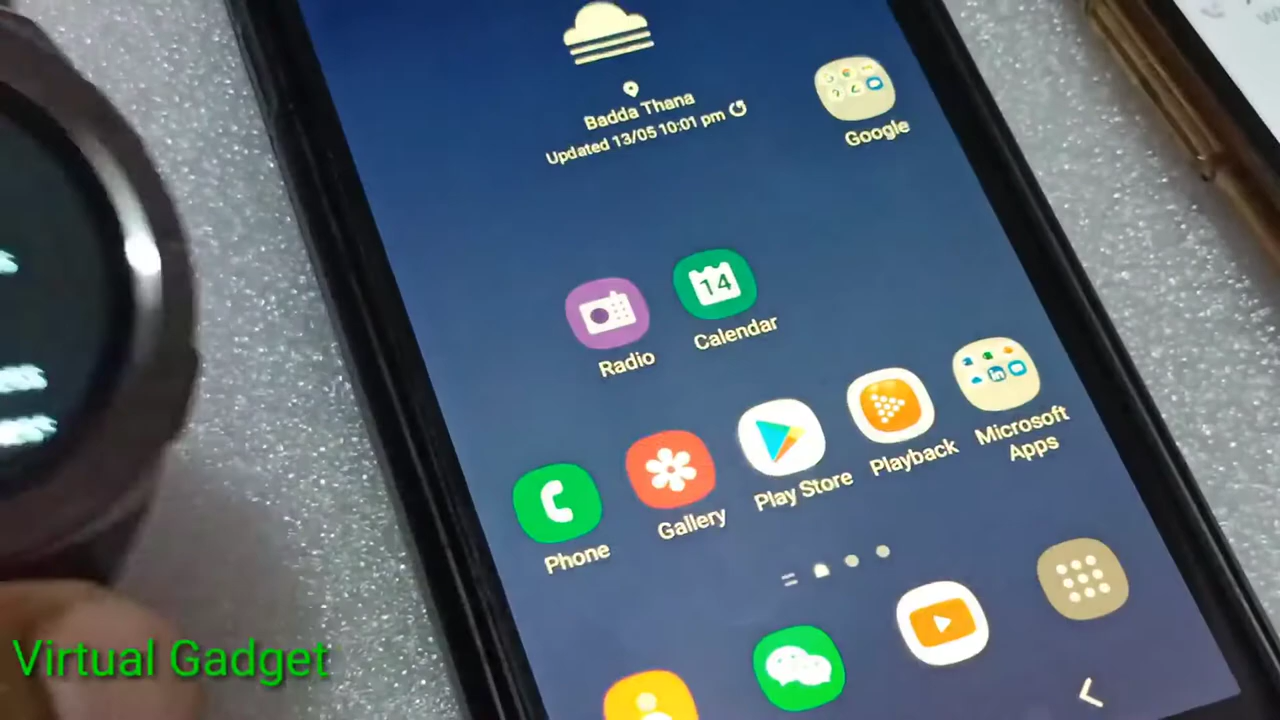 Badda Thana
Updated 13/05 10:01 pm
Google
Radio
14
Calendar
Phone
Gallery
Play Store
Playback
Microsoft
Apps
in
Virtual Gadget